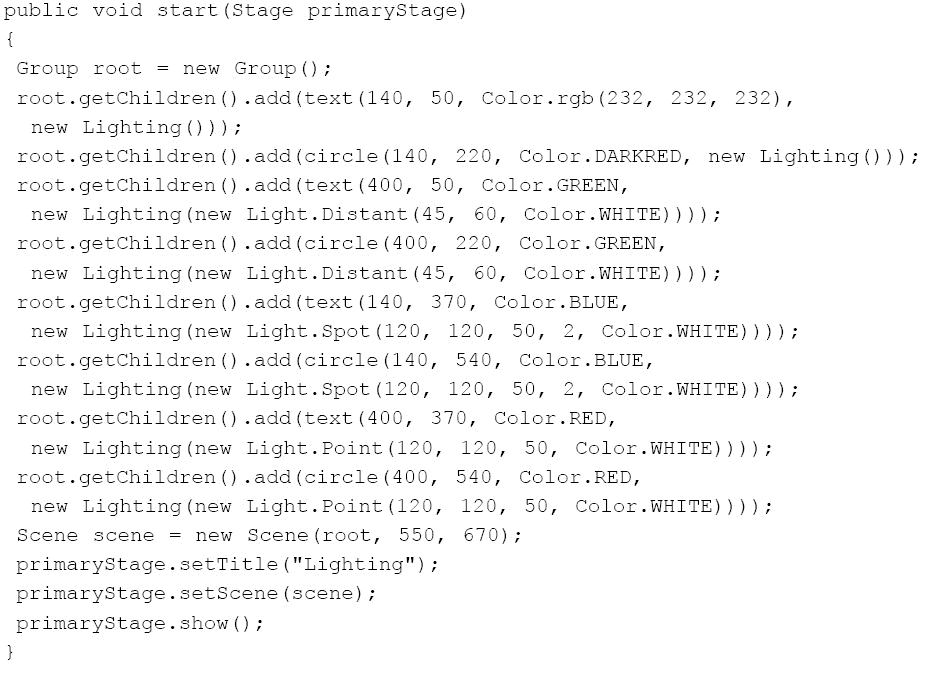 public void start(Stage primaryStage)
{
 Group root = new Group();
 root.getChildren().add(text(140, 50, Color.rgb(232, 232, 232),
  new Lighting()));
 root.getChildren().add(circle(140, 220, Color.DARKRED, new Lighting()));
 root.getChildren().add(text(400, 50, Color.GREEN,
  new Lighting(new Light.Distant(45, 60, Color.WHITE))));
 root.getChildren().add(circle(400, 220, Color.GREEN,
  new Lighting(new Light.Distant(45, 60, Color.WHITE))));
 root.getChildren().add(text(140, 370, Color.BLUE,
  new Lighting(new Light.Spot(120, 120, 50, 2, Color.WHITE))));
 root.getChildren().add(circle(140, 540, Color.BLUE,
  new Lighting(new Light.Spot(120, 120, 50, 2, Color.WHITE))));
 root.getChildren().add(text(400, 370, Color.RED,
  new Lighting(new Light.Point(120, 120, 50, Color.WHITE))));
 root.getChildren().add(circle(400, 540, Color.RED,
  new Lighting(new Light.Point(120, 120, 50, Color.WHITE))));
 Scene scene = new Scene(root, 550, 670);
 primaryStage.setTitle("Lighting");
 primaryStage.setScene(scene);
 primaryStage.show();
}